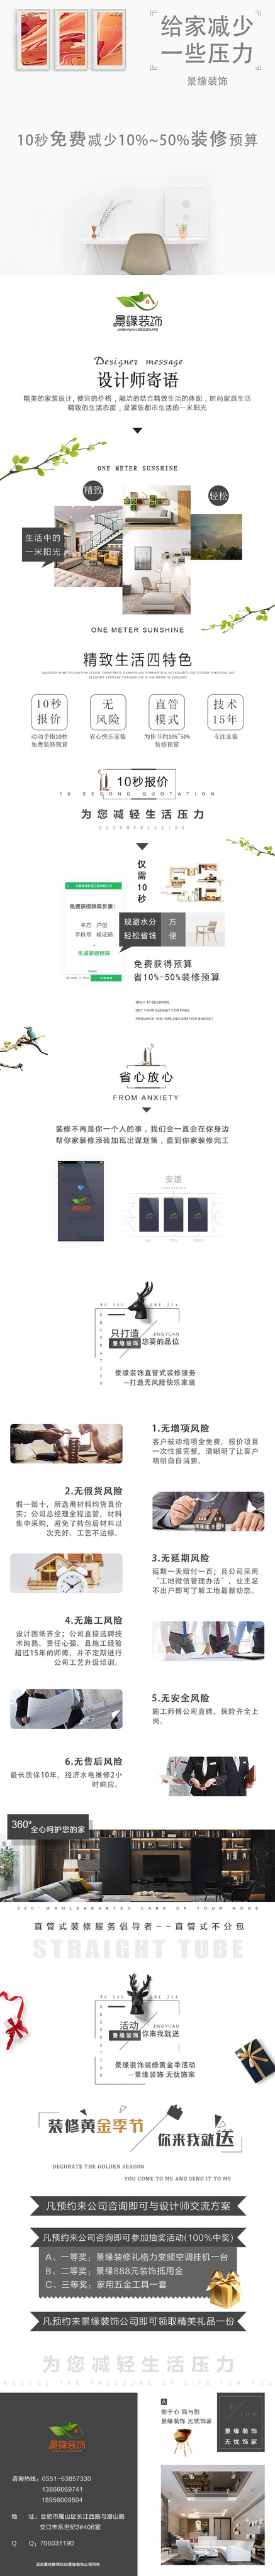 给家减少
一些压力
景缘装饰
10秒免费减少10%~50%装修预算
景缘装饰
JINGYUAN DECORATE
Designer message
设计师寄语
精美的家装设计，便宜的价格，融洽的结合精致生活的体现，时尚家具生活
精致的生活态度，是紧张都市生活的一米阳光
ONE METER SUNSHINE
精致
轻松
生活中的
一米阳光
ONE METER SUNSHINE
精致生活四特色
10秒
报价
无
风险
直管
模式
技术
15年
动动手指10秒
免费装修预算
省心快乐家装
为你节约10%~50%
装修预算
专注家装
10秒报价
10 SECOND QUOTATION
为您减轻生活压力
DECOMPRESSION
仅需10秒
免费获得预算步骤:
平方 户型
手机号 验证码
生成装修预算
规避水分
轻松省钱
方便
免费获得预算
省10%-50%装修预算
ONLY 10 SECONDS
GET YOUR BUDGET FOR FREE
PROVINCE 10%~50% DECORATION BUDGET
省心放心
FROM ANXIETY
装修不再是你一个人的事，我们会一直会在你身边
帮你家装修添砖加瓦出谋划策，直到你家装修完工
安适
只打造
JINGYUAN
景缘装饰
您要的品位
景缘装饰直管式装修服务
--打造无风险快乐家装
1.无增项风险
客户被动增项全免费，报价项目
一次性报完整，清晰明了让客户
明明白白消费。
2.无假货风险
假一赔十，所选用材料均货真价
实；公司总经理全程监管，材料
集中采购，避免了转包后材料以
次充好、工艺不达标。
3.无延期风险
延期一天赔付一百；且公司采用
“工地微信管理办法”，业主足
不出户即可了解工地最新动态。
4.无施工风险
设计图纸齐全；公司直接选聘技
术纯熟、责任心强、且施工经验
超过15年的师傅，并不定期进行
公司工艺升级培训。
5.无安全风险
施工师傅公司直聘，保险齐全上
岗。
6.无售后风险
最长质保10年，经济水电维修2小
时响应。
360°
全心呵护您的家
360°WHOLEHEARTED CARE OF YOUR HOME
直管式装修服务倡导者--直管式不分包
STRAIGHT TUBE
活动
JINGYUAN
景缘装饰
你来我就送
景缘装饰装修黄金季活动
--景缘装饰 无忧饰家
装修黄金季节
你来我就送
DECORATE THE GOLDEN SEASON
YOU COME TO ME AND SEND IT TO ME
凡预约来公司咨询即可与设计师交流方案
凡预约来公司咨询即可参加抽奖活动(100%中奖)
A、一等奖：景缘装修礼格力变频空调挂机一台
B、二等奖：景缘888元装饰抵用金
C、三等奖：家用五金工具一套
凡预约来景缘装饰公司即可领取精美礼品一份
为您减轻生活压力
REDUCE THE PRESSURE OF LIFE FOR YOU
景缘装饰
咨询热线：0551-63857330
13866669741
18956009504
地 址：合肥市蜀山区长江西路与潜山路
交口丰乐世纪3#406室
Q Q：706031190
美于心 简与形
景缘装饰 无忧饰家
景缘装饰
无忧饰家